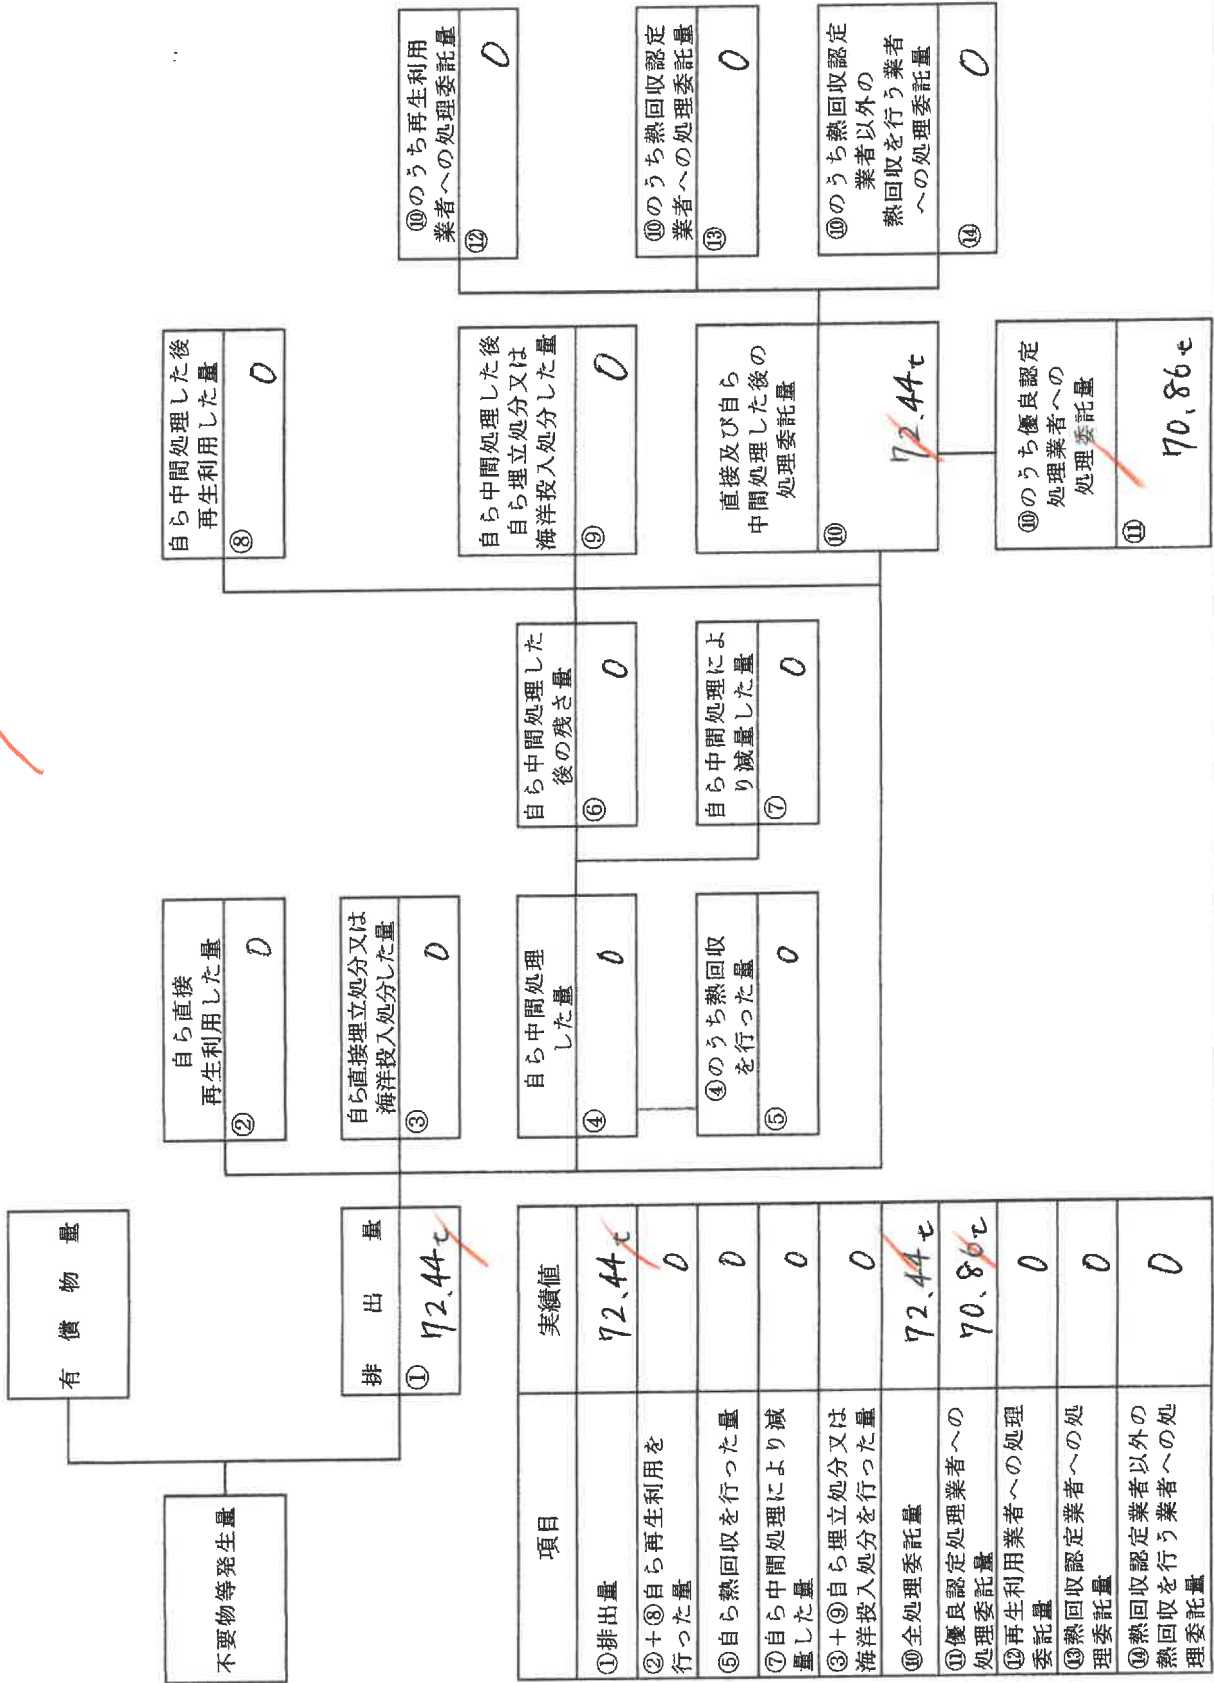 有償物量
不要物等発生量
排出量
① 72.44t
自ら直接
再生利用した量
② 0
自ら直接埋立処分又は
海洋投入処分した量
③ 0
自ら中間処理
した量
④ 0
④のうち熱回収
を行った量
⑤ 0
自ら中間処理した
後の残さ量
⑥ 0
自ら中間処理によ
り減量した量
⑦ 0
自ら中間処理した後
再生利用した量
⑧ 0
自ら中間処理した後
自ら埋立処分又は
海洋投入処分した量
⑨ 0
直接及び自ら
中間処理した後の
処理委託量
⑩ 72.44t
⑩のうち優良認定
処理業者への
処理委託量
⑪ 70.86t
⑩のうち再生利用
業者への処理委託量
⑫ 0
⑩のうち熱回収認定
業者への処理委託量
⑬ 0
⑩のうち熱回収認定
業者以外の
熱回収を行う業者
への処理委託量
⑭ 0
項目 実績値
①排出量 72.44t
②+⑧自ら再生利用を
行った量 0
⑤自ら熱回収を行った量 0
⑦自ら中間処理により減
量した量 0
③+⑨自ら埋立処分又は
海洋投入処分を行った量 0
⑩全処理委託量 72.44t
⑪優良認定処理業者への
処理委託量 70.86t
⑫再生利用業者への処理
委託量 0
⑬熱回収認定業者への処
理委託量 0
⑭熱回収認定業者以外の
熱回収を行う業者への処
理委託量 0